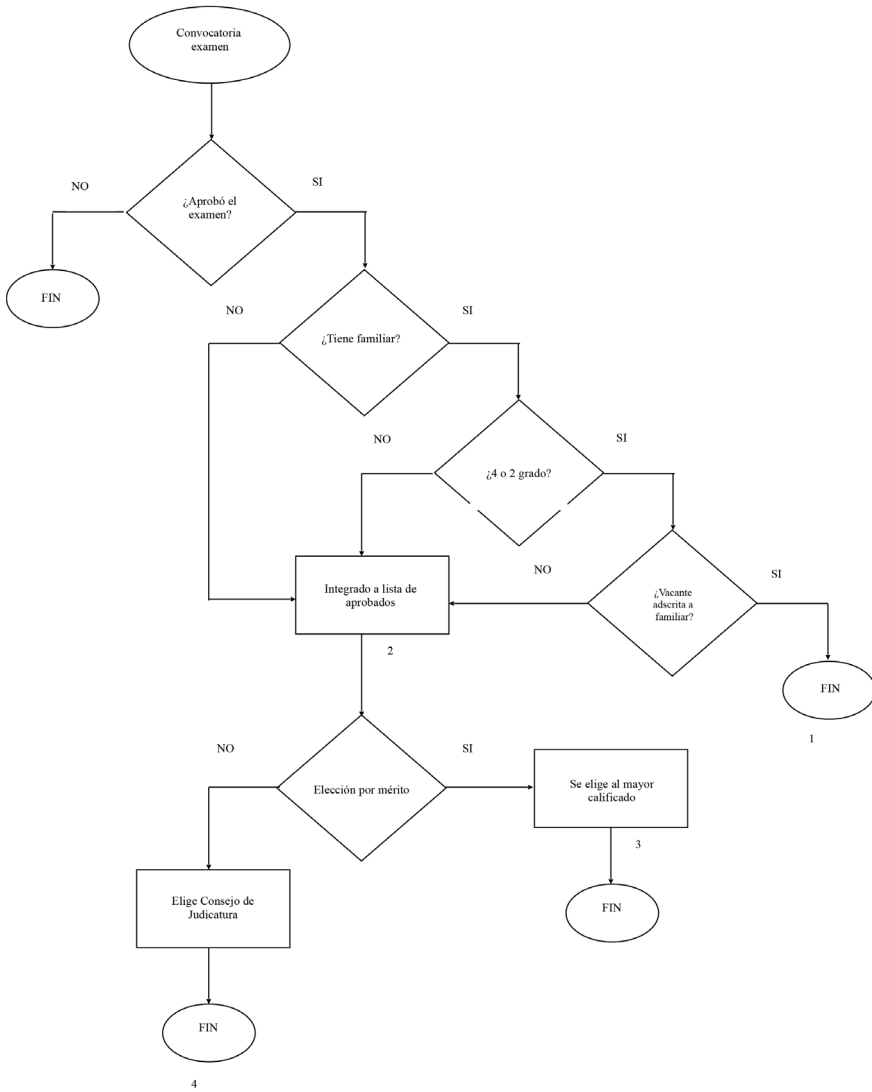 Convocatoria
examen
NO
SI
¿Aprobó el
examen?
FIN
NO
SI
¿Tiene familiar?
NO
SI
¿4 o 2 grado?
NO
SI
Integrado a lista de
aprobados
¿Vacante
adscrita a
familiar?
2
FIN
1
NO
SI
Elección por mérito
Se elige al mayor
calificado
3
Elige Consejo de
Judicatura
FIN
FIN
4